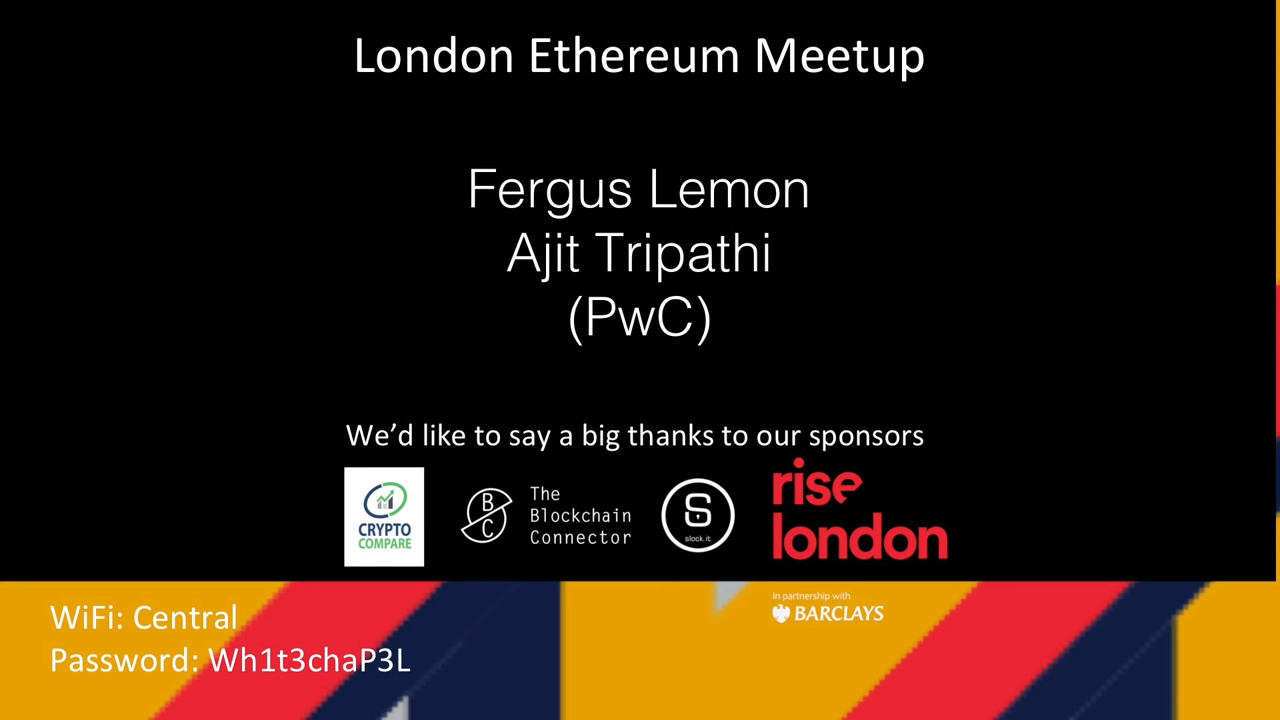 London Ethereum Meetup
Fergus Lemon
Ajit Tripathi
(PwC)
We’d like to say a big thanks to our sponsors
CRYPTO
COMPARE
BC
The
Blockchain
Connector
S
slock.it
rise
london
In partnership with
BARCLAYS
WiFi: Central
Password: Wh1t3chaP3L